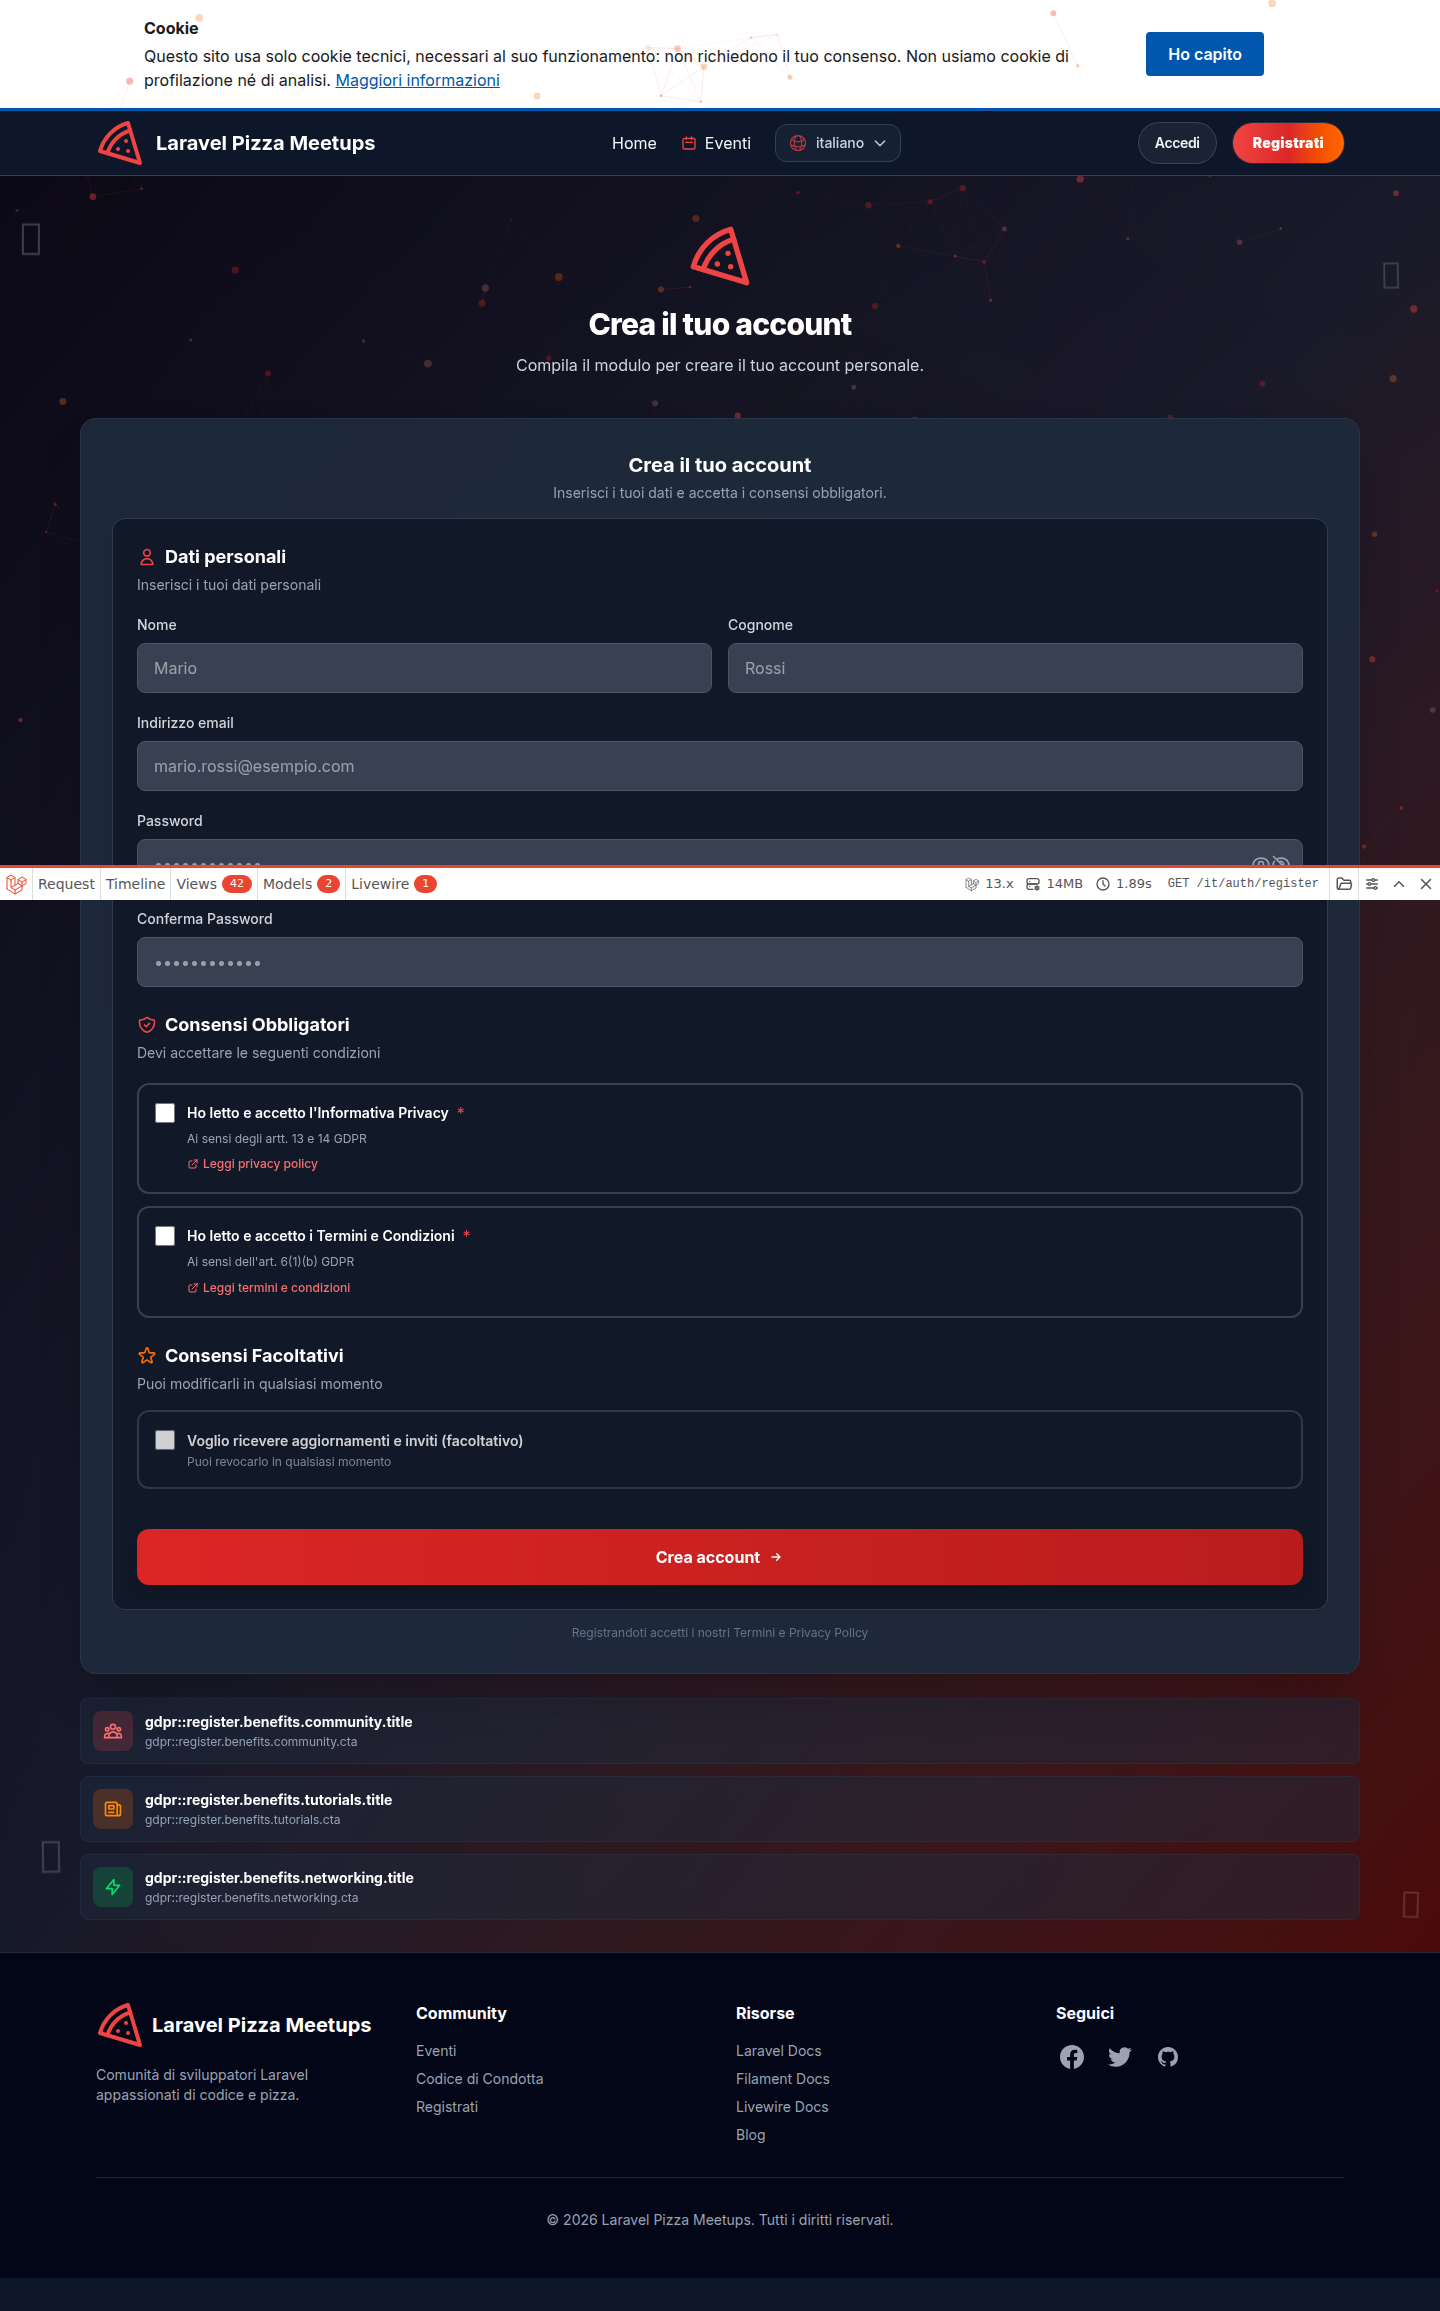 Cookie
Questo sito usa solo cookie tecnici, necessari al suo funzionamento: non richiedono il tuo consenso. Non usiamo cookie di
profilazione né di analisi. Maggiori informazioni
Ho capito
Laravel Pizza Meetups
Home
Eventi
italiano
Accedi
Registrati
Crea il tuo account
Compila il modulo per creare il tuo account personale.
Crea il tuo account
Inserisci i tuoi dati e accetta i consensi obbligatori.
Dati personali
Inserisci i tuoi dati personali
Nome
Cognome
Mario
Rossi
Indirizzo email
mario.rossi@esempio.com
Password
••••••••••••
Request
Timeline
Views 42
Models 2
Livewire 1
13.x
14MB
1.89s
GET /it/auth/register
Conferma Password
••••••••••••
Consensi Obbligatori
Devi accettare le seguenti condizioni
Ho letto e accetto l'Informativa Privacy *
Ai sensi degli artt. 13 e 14 GDPR
Leggi privacy policy
Ho letto e accetto i Termini e Condizioni *
Ai sensi dell'art. 6(1)(b) GDPR
Leggi termini e condizioni
Consensi Facoltativi
Puoi modificarli in qualsiasi momento
Voglio ricevere aggiornamenti e inviti (facoltativo)
Puoi revocarlo in qualsiasi momento
Crea account
Registrandoti accetti i nostri Termini e Privacy Policy
gdpr::register.benefits.community.title
gdpr::register.benefits.community.cta
gdpr::register.benefits.tutorials.title
gdpr::register.benefits.tutorials.cta
gdpr::register.benefits.networking.title
gdpr::register.benefits.networking.cta
Laravel Pizza Meetups
Comunità di sviluppatori Laravel
appassionati di codice e pizza.
Community
Eventi
Codice di Condotta
Registrati
Risorse
Laravel Docs
Filament Docs
Livewire Docs
Blog
Seguici
© 2026 Laravel Pizza Meetups. Tutti i diritti riservati.